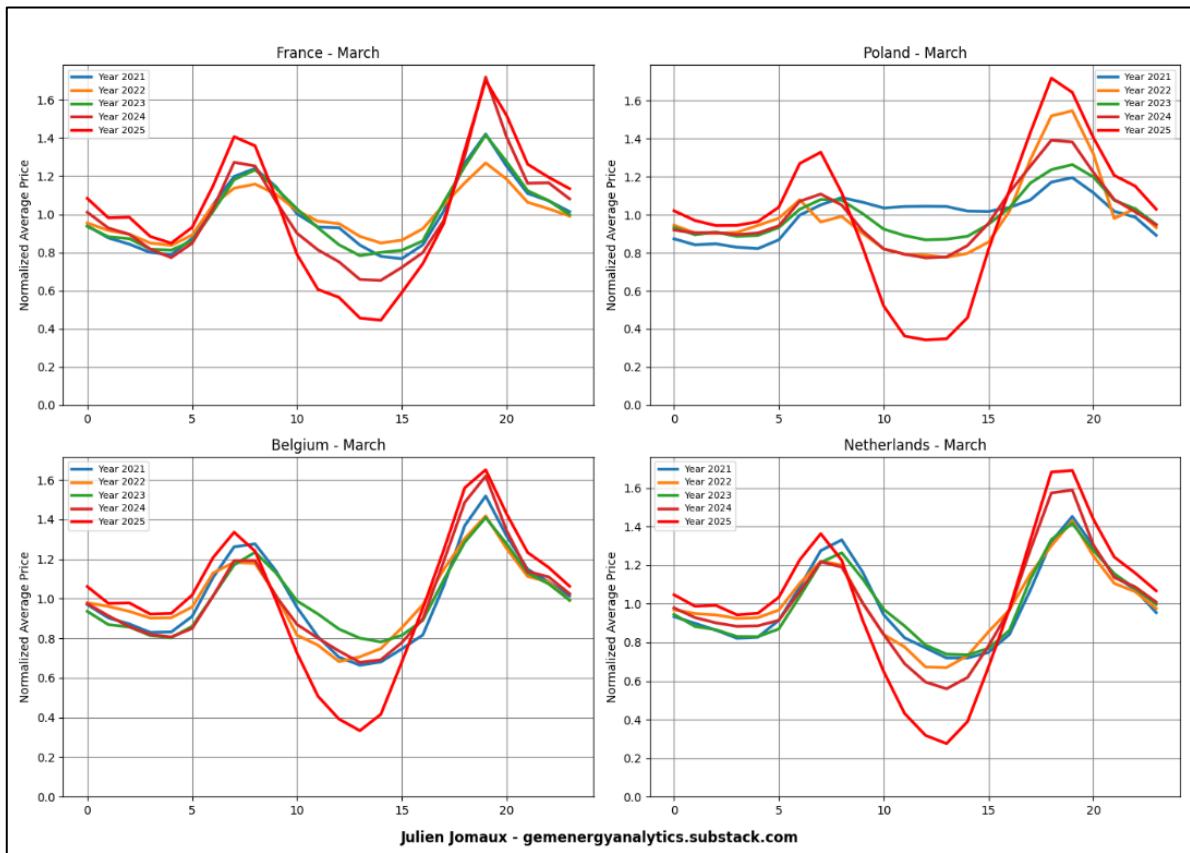 France - March
Normalized Average Price
1.6
1.4
1.2
1.0
0.8
0.6
0.4
0.2
0.0
0 5 10 15 20
Year 2021
Year 2022
Year 2023
Year 2024
Year 2025
Poland - March
Normalized Average Price
1.6
1.4
1.2
1.0
0.8
0.6
0.4
0.2
0.0
0 5 10 15 20
Year 2021
Year 2022
Year 2023
Year 2024
Year 2025
Belgium - March
Normalized Average Price
1.6
1.4
1.2
1.0
0.8
0.6
0.4
0.2
0.0
0 5 10 15 20
Year 2021
Year 2022
Year 2023
Year 2024
Year 2025
Netherlands - March
Normalized Average Price
1.6
1.4
1.2
1.0
0.8
0.6
0.4
0.2
0.0
0 5 10 15 20
Year 2021
Year 2022
Year 2023
Year 2024
Year 2025
Julien Jomaux - gemenergyanalytics.substack.com